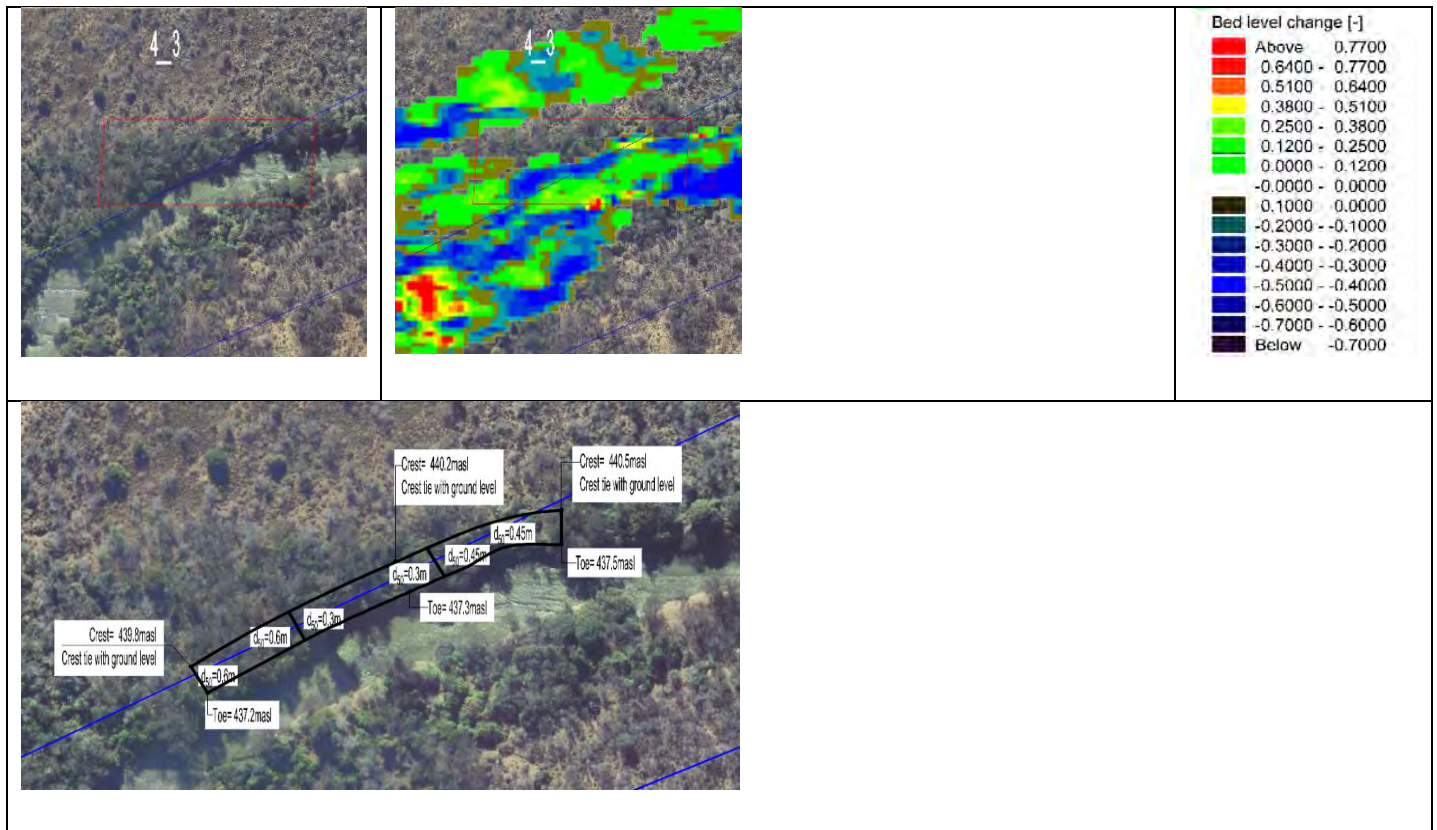 4_3
4_3
Bed level change [-]
Above 0.7700
0.6400 - 0.7700
0.5100 - 0.6400
0.3800 - 0.5100
0.2500 - 0.3800
0.1200 - 0.2500
0.0000 - 0.1200
-0.0000 - 0.0000
-0.1000 - 0.0000
-0.2000 - -0.1000
-0.3000 - -0.2000
-0.4000 - -0.3000
-0.5000 - -0.4000
-0.6000 - -0.5000
-0.7000 - -0.6000
Below -0.7000
Crest= 440.2masl
Crest tie with ground level
Crest= 440.5masl
Crest tie with ground level
d50=0.45m
d50=0.45m
Toe= 437.5masl
d50=0.3m
Toe= 437.3masl
d50=0.3m
d50=0.6m
Crest= 439.8masl
Crest tie with ground level
d50=0.6m
Toe= 437.2masl